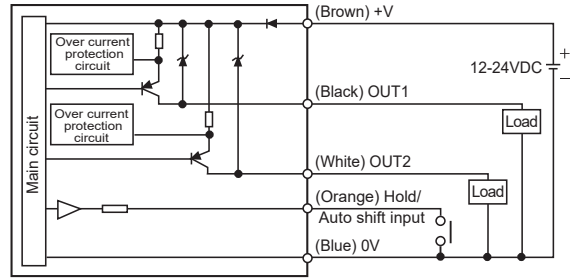 (Brown) +V
Over current
protection
circuit
12-24VDC
+
−
(Black) OUT1
Load
Over current
protection
circuit
Main circuit
(White) OUT2
Load
(Orange) Hold/
Auto shift input
(Blue) 0V